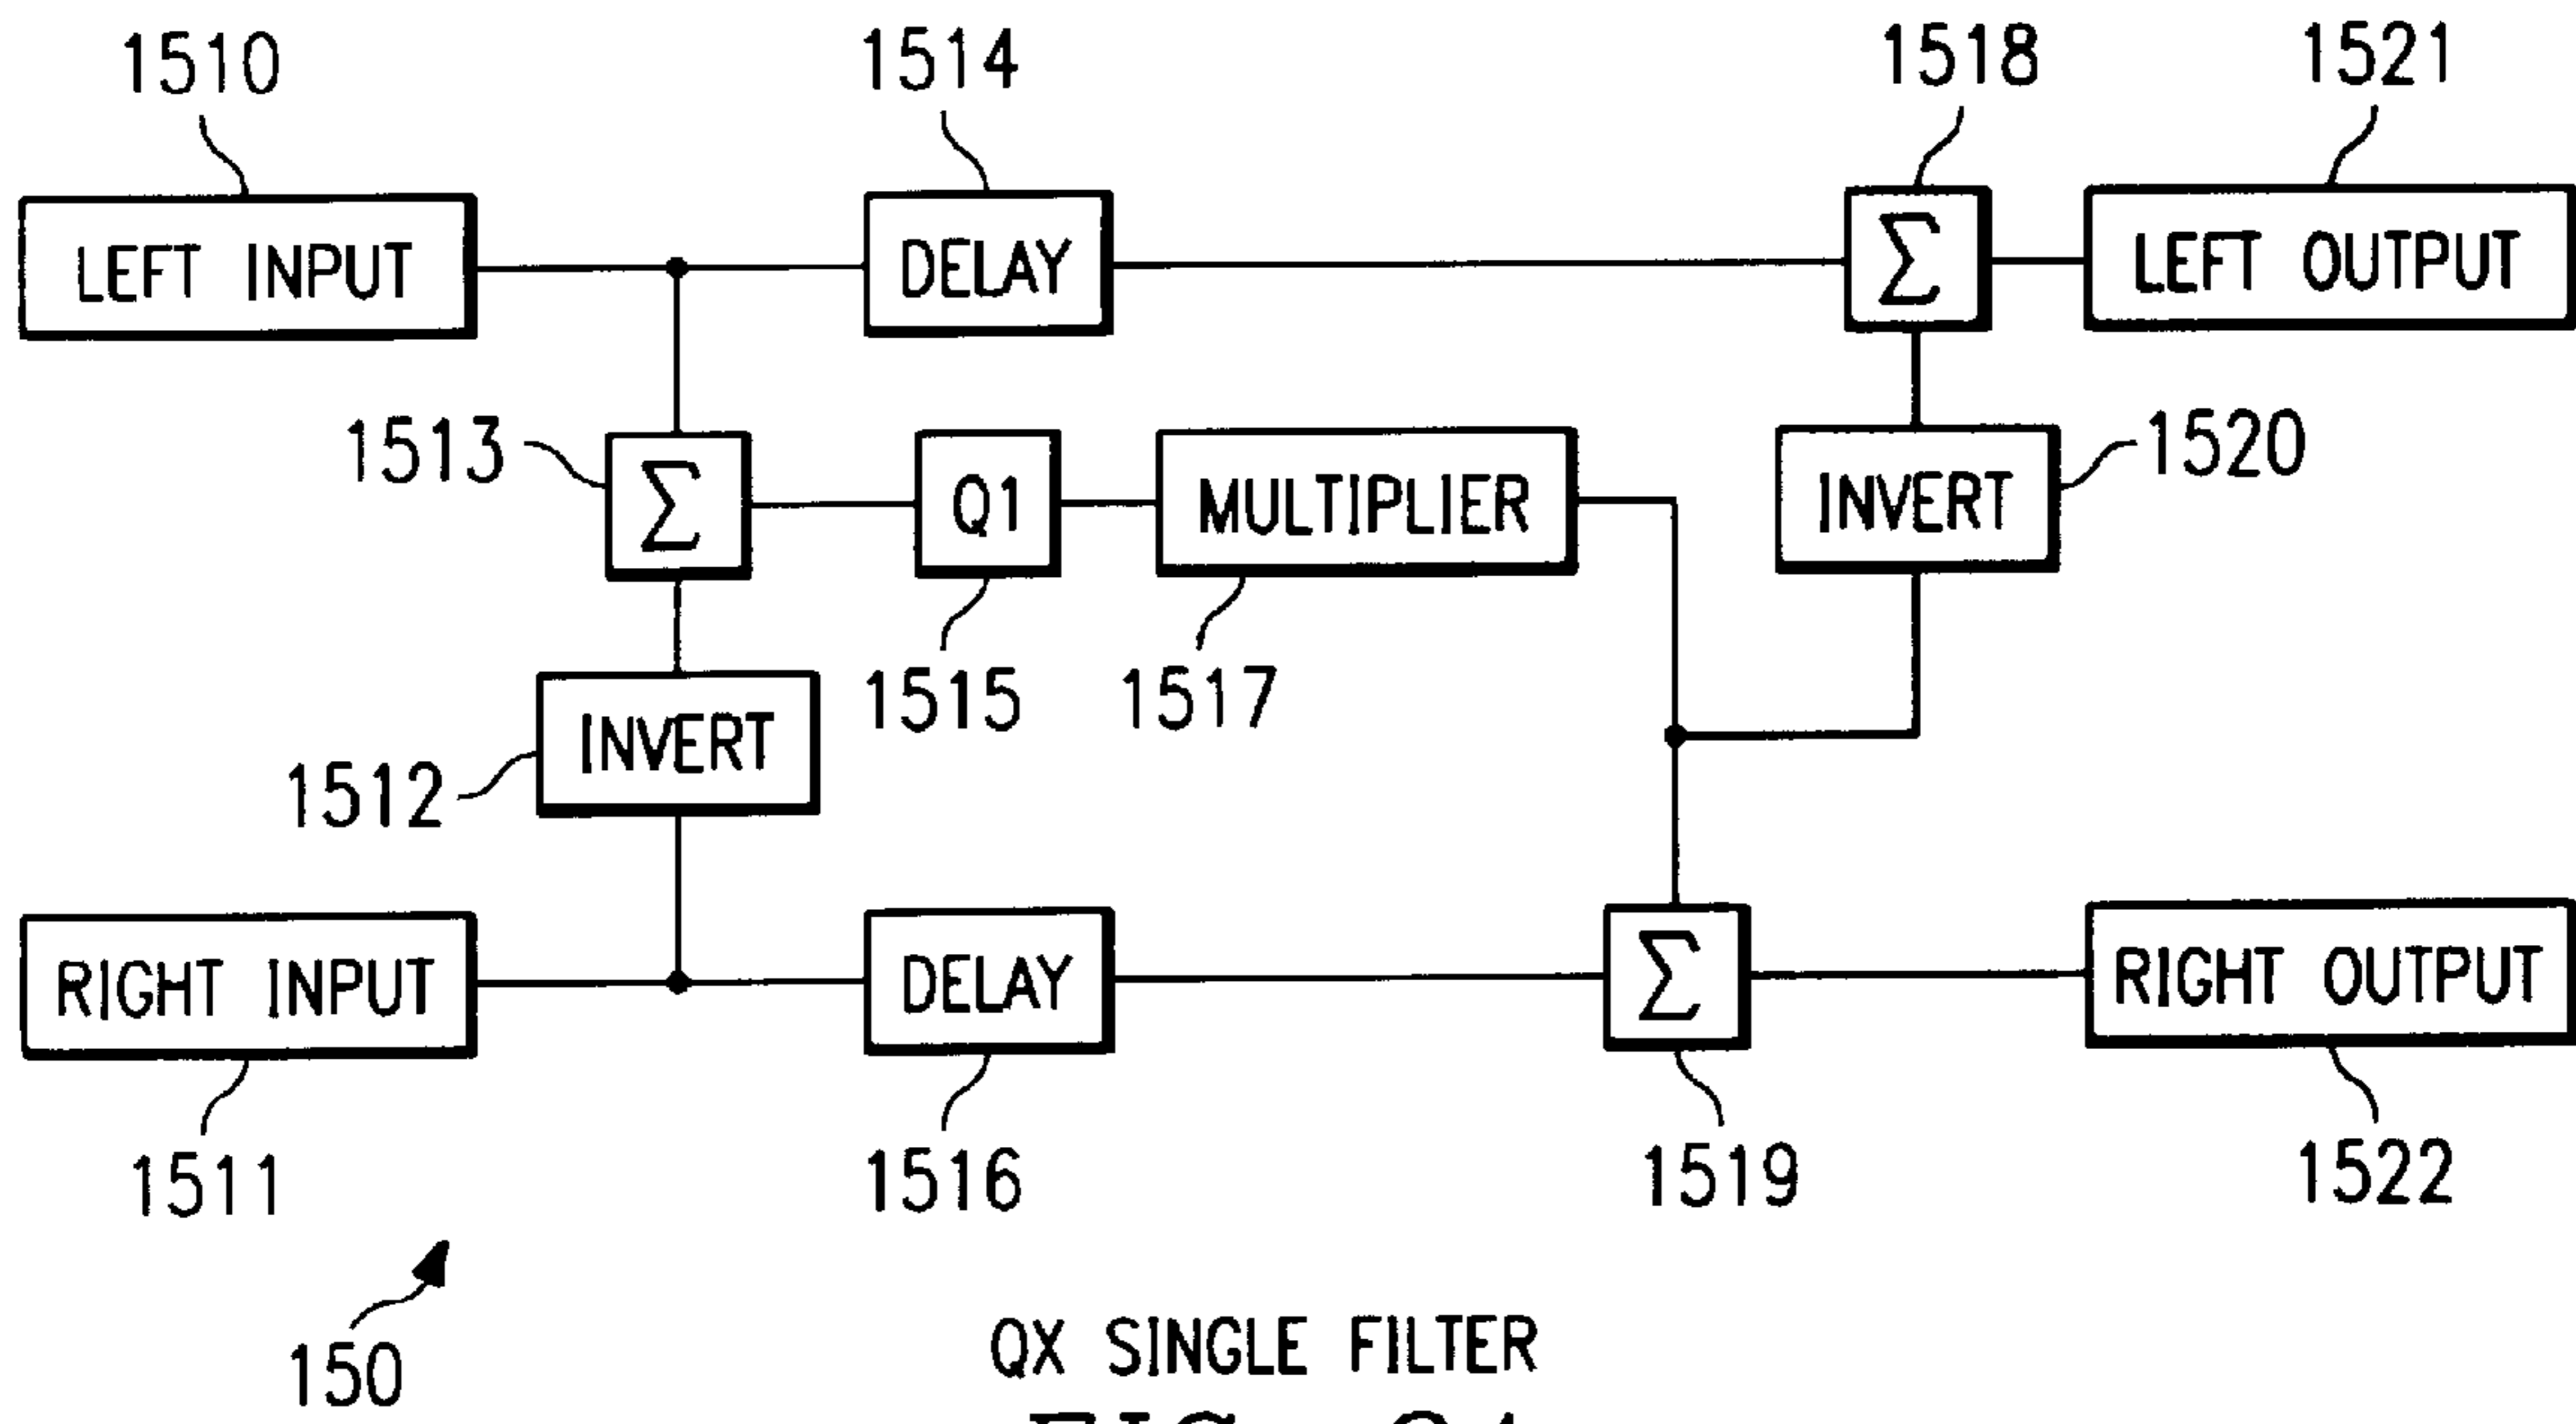 1510
1514
1518
1521
LEFT INPUT
DELAY
Σ
LEFT OUTPUT
1513
Σ
Q1
MULTIPLIER
INVERT
1520
1515
1517
1512
INVERT
RIGHT INPUT
DELAY
Σ
RIGHT OUTPUT
1511
1516
1519
1522
150
QX SINGLE FILTER